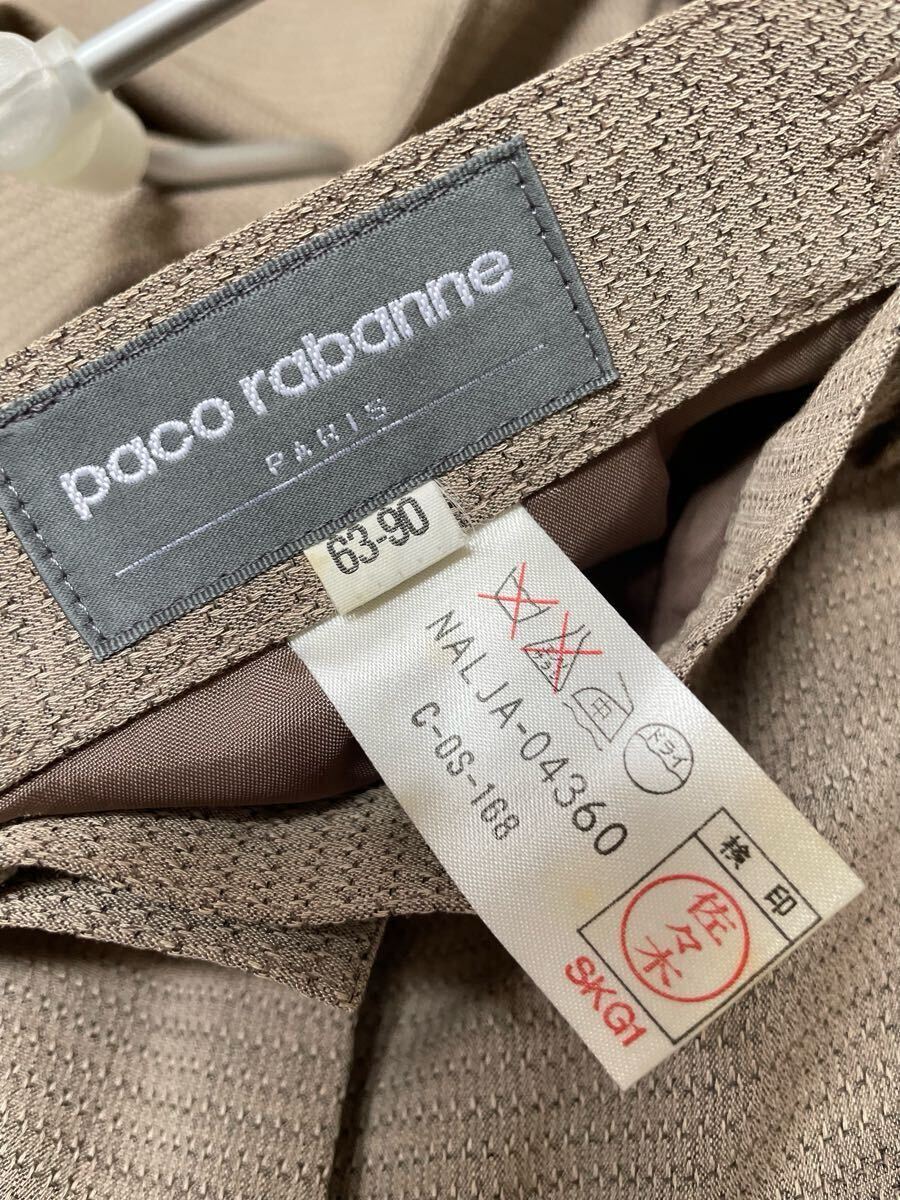 paco rabanne
PARIS
63-90
ドライ
NALJA-04360
C-OS-168
検印
佐々木
SKG1